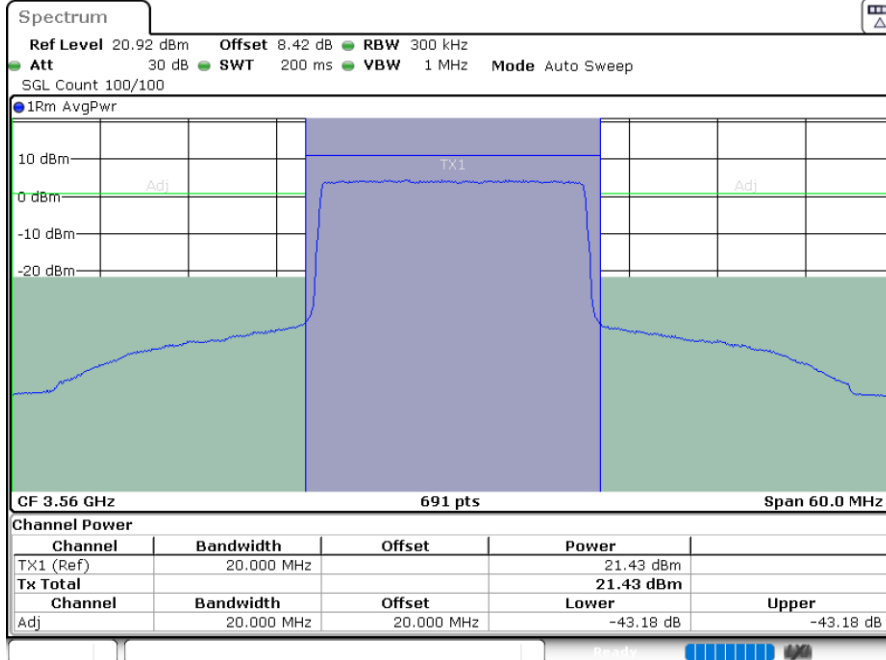 Spectrum
Ref Level 20.92 dBm Offset 8.42 dB RBW 300 kHz
Att 30 dB SWT 200 ms VBW 1 MHz Mode Auto Sweep
SGL Count 100/100
1Rm AvgPwr
10 dBm
TX1
Adj Adj
0 dBm
-10 dBm
-20 dBm
CF 3.56 GHz 691 pts Span 60.0 MHz
Channel Power
Channel Bandwidth Offset Power
TX1 (Ref) 20.000 MHz 21.43 dBm
Tx Total 21.43 dBm
Channel Bandwidth Offset Lower Upper
Adj 20.000 MHz 20.000 MHz -43.18 dB -43.18 dB
Ready